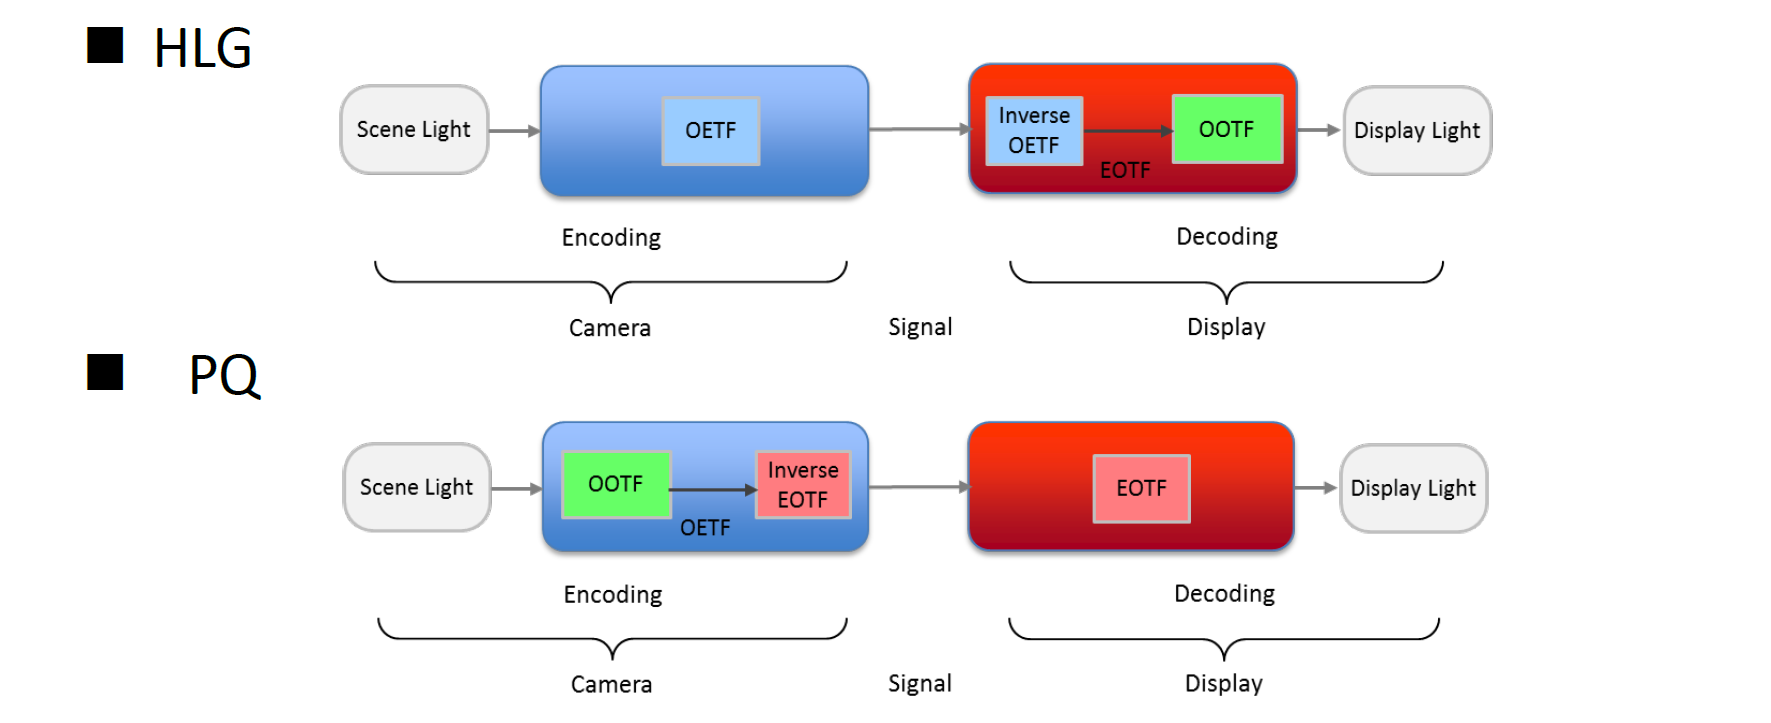 HLG
Scene Light
OETF
Inverse
OETF
EOTF
OOTF
Display Light
Encoding
Decoding
Camera
Signal
Display
PQ
Scene Light
OOTF
OETF
Inverse
EOTF
EOTF
Display Light
Encoding
Decoding
Camera
Signal
Display